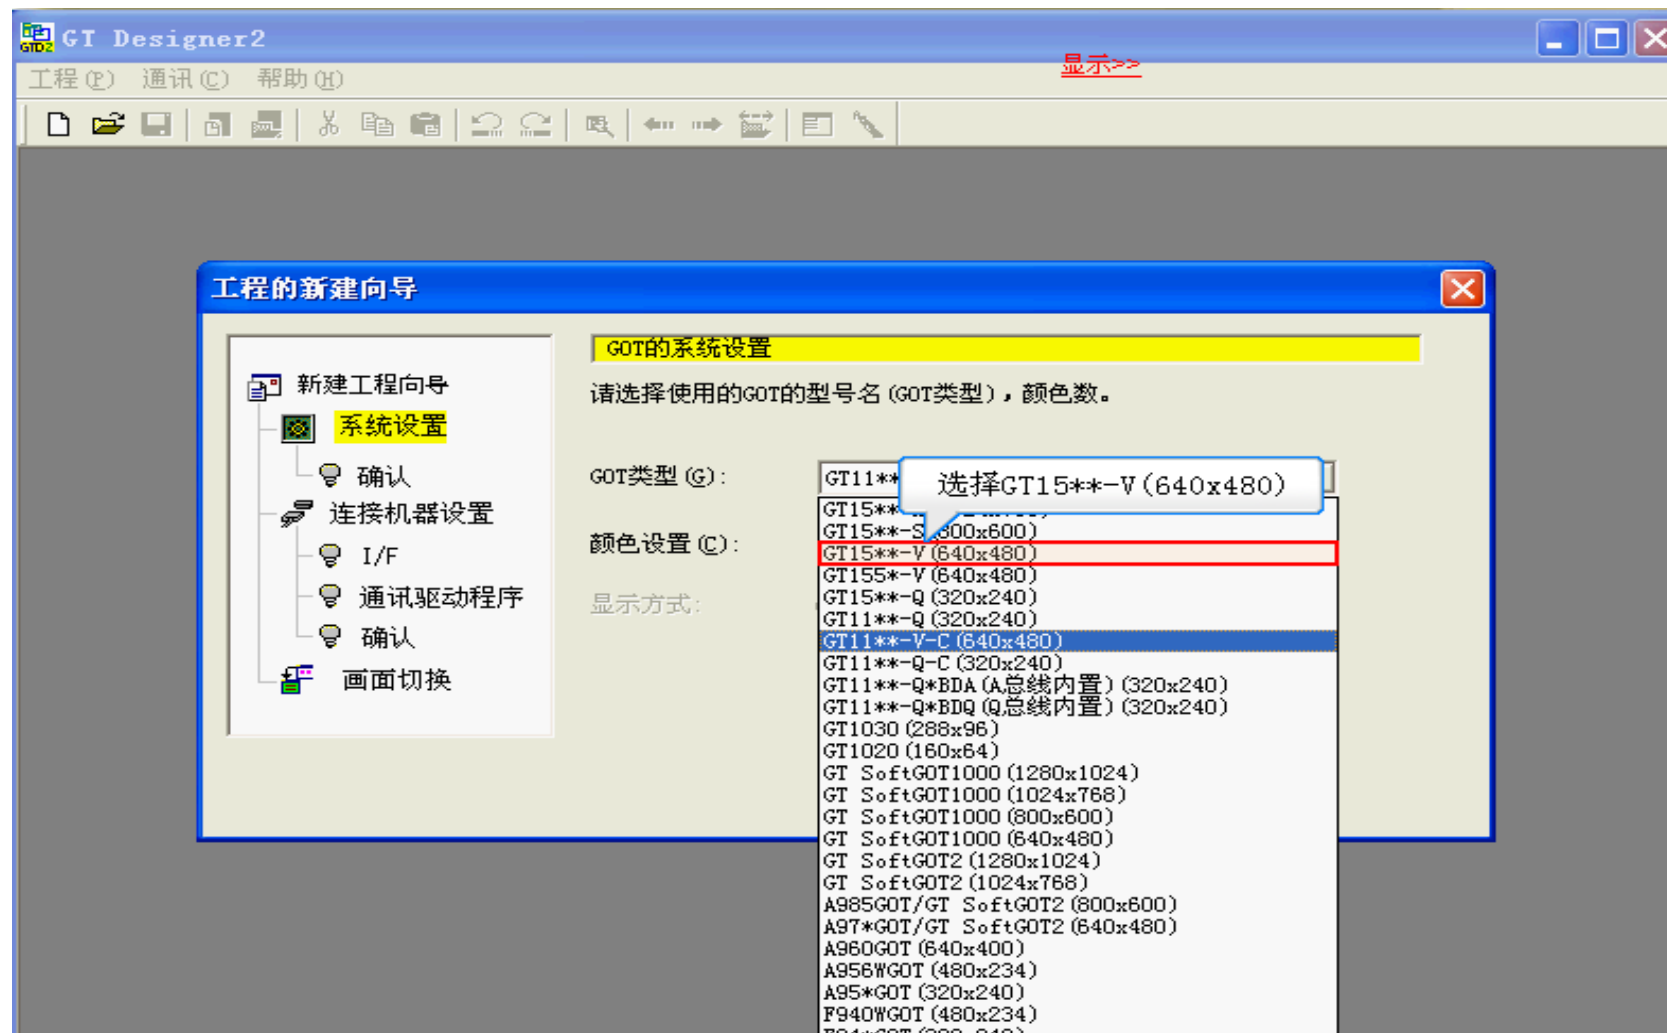 GT Designer2
显示>>
工程(P) 通讯(C) 帮助(H)
工程的新建向导
新建工程向导
系统设置
确认
连接机器设置
I/F
通讯驱动程序
确认
画面切换
GOT的系统设置
请选择使用的GOT的型号名(GOT类型),颜色数。
GOT类型(G):
GT11**
选择GT15**-V(640x480)
颜色设置(C):
显示方式:
GT15**
GT15**-S(800x600)
GT15**-V(640x480)
GT155*-V(640x480)
GT15**-Q(320x240)
GT11**-Q(320x240)
GT11**-V-C(640x480)
GT11**-Q-C(320x240)
GT11**-Q*BDA(A总线内置)(320x240)
GT11**-Q*BDQ(Q总线内置)(320x240)
GT1030(288x96)
GT1020(160x64)
GT SoftGOT1000(1280x1024)
GT SoftGOT1000(1024x768)
GT SoftGOT1000(800x600)
GT SoftGOT1000(640x480)
GT SoftGOT2(1280x1024)
GT SoftGOT2(1024x768)
A985GOT/GT SoftGOT2(800x600)
A97*GOT/GT SoftGOT2(640x480)
A960GOT(640x400)
A956WGOT(480x234)
A95*GOT(320x240)
F940WGOT(480x234)